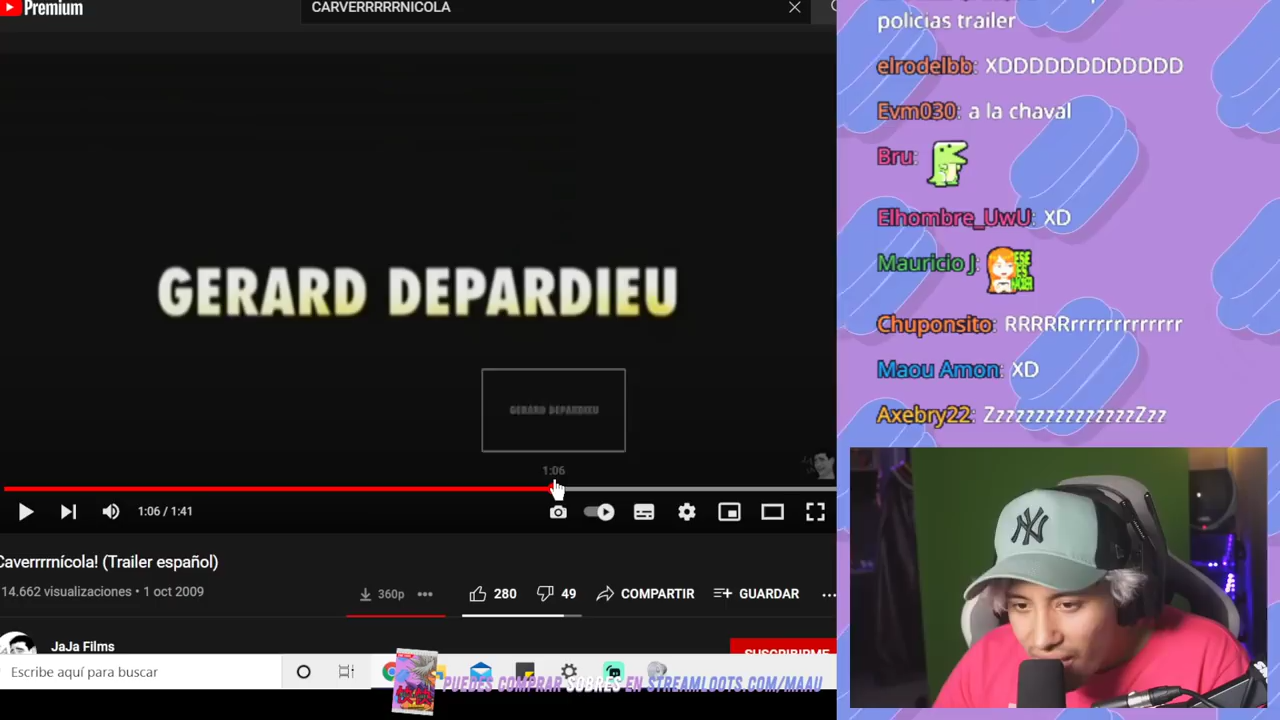 Premium
CARVERRRRRNICOLA
GERARD DEPARDIEU
GERARD DEPARDIEU
1:06
1:06 / 1:41
Caverrrrnícola! (Trailer español)
14.662 visualizaciones • 1 oct 2009
360p
280
49
COMPARTIR
GUARDAR
JaJa Films
SUSCRIBIRME
Escribe aquí para buscar
PUEDES COMPRAR SOBRES EN STREAMLOOTS.COM/MAAU
policias trailer
elrodelbb: XDDDDDDDDDDDD
Evm030: a la chaval
Bru:
Elhombre_UwU: XD
Mauricio J:
Chuponsito: RRRRRrrrrrrrrrrrrr
Maou Amon: XD
Axebry22: ZzzzzzzzzzzzzzZzz
NY